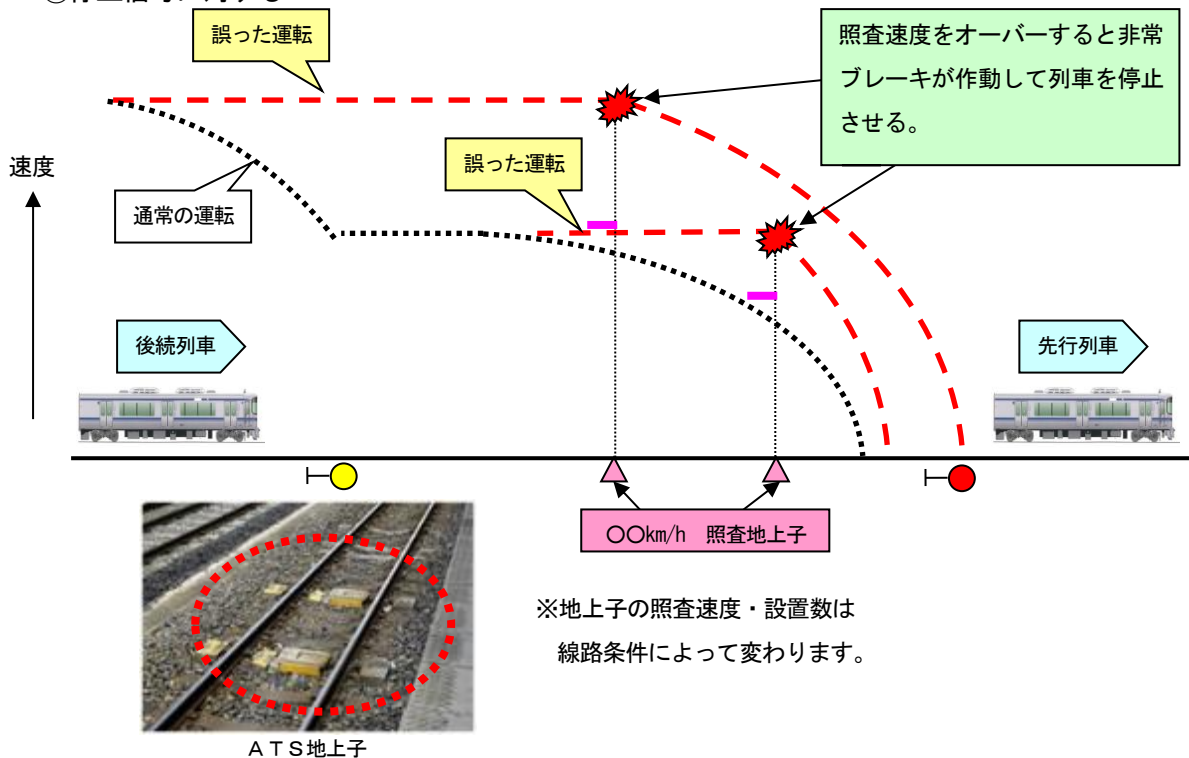 誤った運転
照査速度をオーバーすると非常
ブレーキが作動して列車を停止
させる。
誤った運転
速度
通常の運転
後続列車
先行列車
〇〇km/h 照査地上子
※地上子の照査速度・設置数は
線路条件によって変わります。
ＡＴＳ地上子